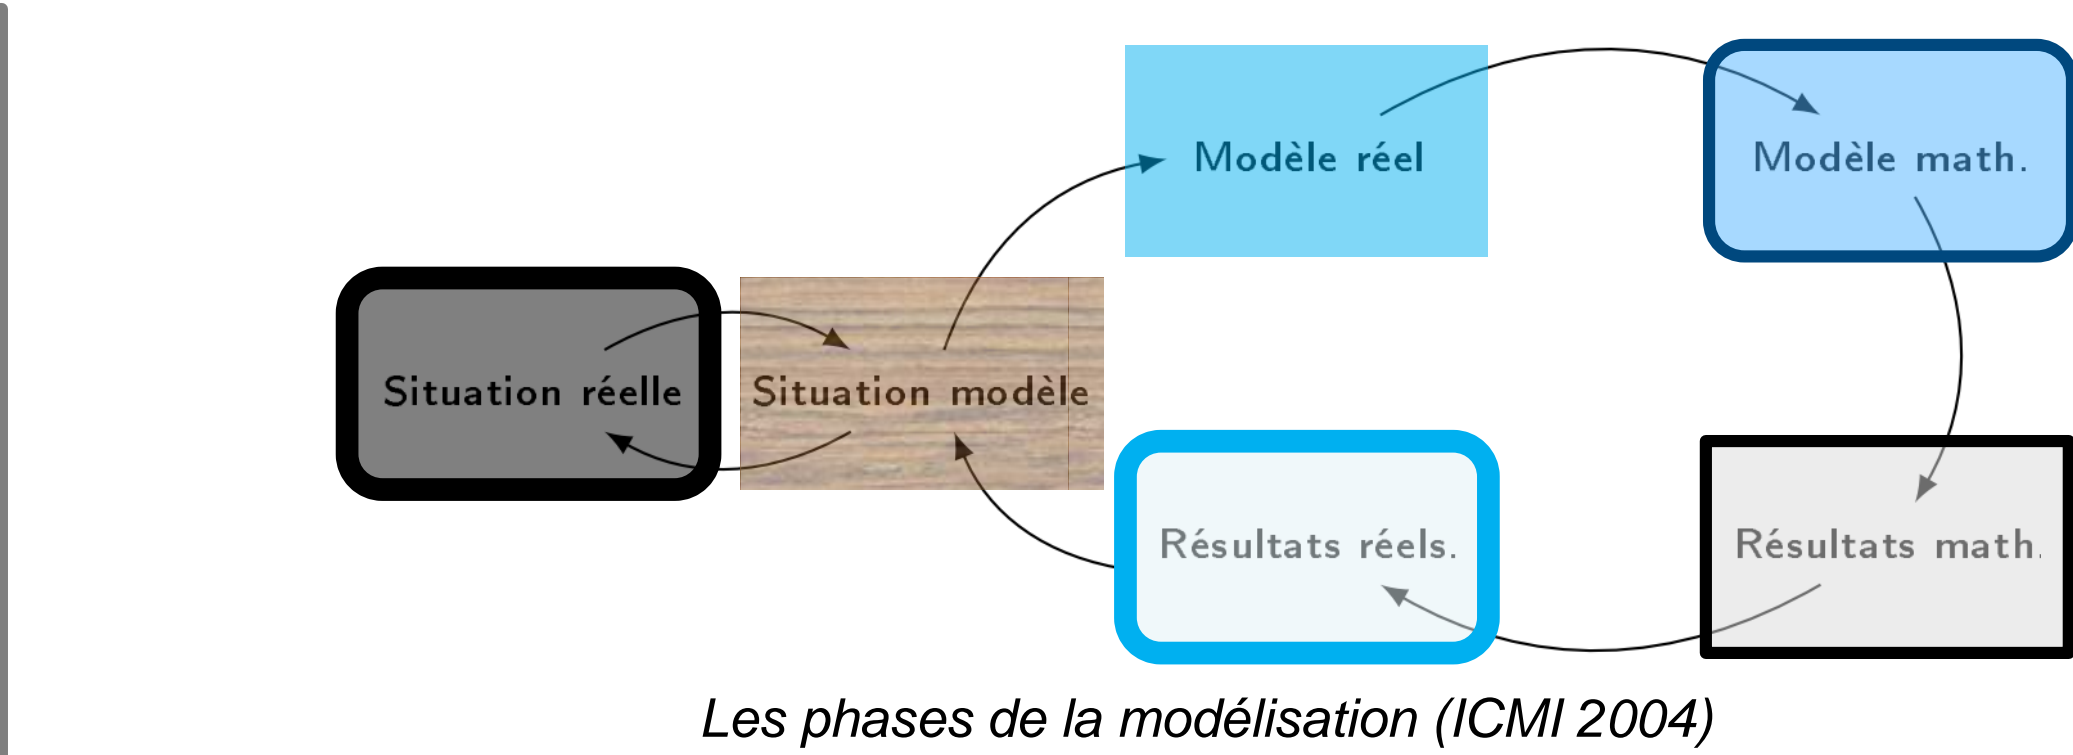 Modèle réel
Modèle math.
Situation réelle
Situation modèle
Résultats réels.
Résultats math.
Les phases de la modélisation (ICMI 2004)